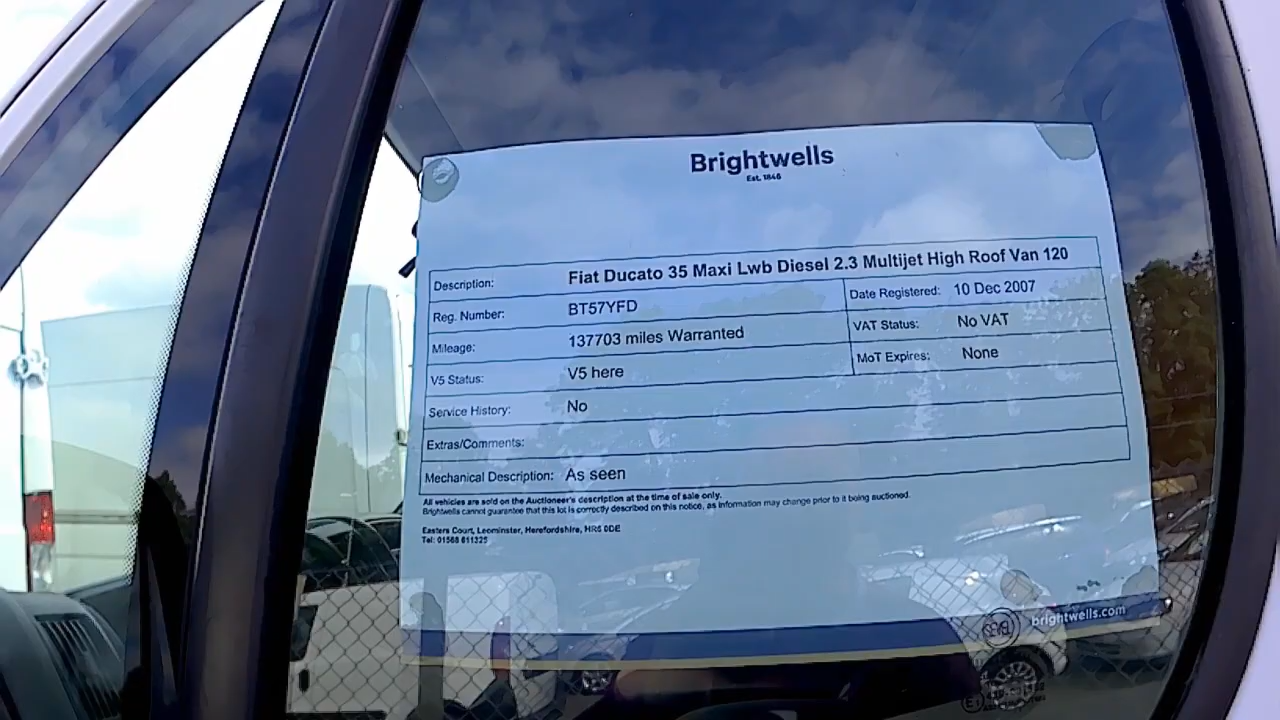 Brightwells
Est. 1846
Description: Fiat Ducato 35 Maxi Lwb Diesel 2.3 Multijet High Roof Van 120
Reg. Number: BT57YFD Date Registered: 10 Dec 2007
Mileage: 137703 miles Warranted VAT Status: No VAT
V5 Status: V5 here MoT Expires: None
Service History: No
Extras/Comments:
Mechanical Description: As seen
All vehicles are sold on the Auctioneer's description at the time of sale only.
Brightwells cannot guarantee that this lot is correctly described on this notice, as information may change prior to it being auctioned.
Easters Court, Leominster, Herefordshire, HR6 0DE
Tel: 01568 611325
brightwells.com